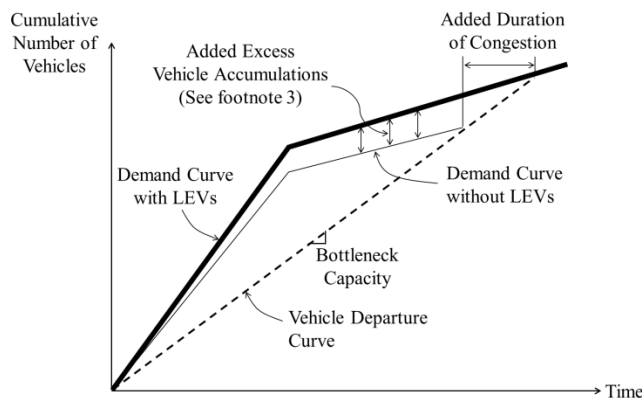 Cumulative
Number of
Vehicles
Added Duration
of Congestion
Added Excess
Vehicle Accumulations
(See footnote 3)
Demand Curve
with LEVs
Demand Curve
without LEVs
Bottleneck
Capacity
Vehicle Departure
Curve
Time